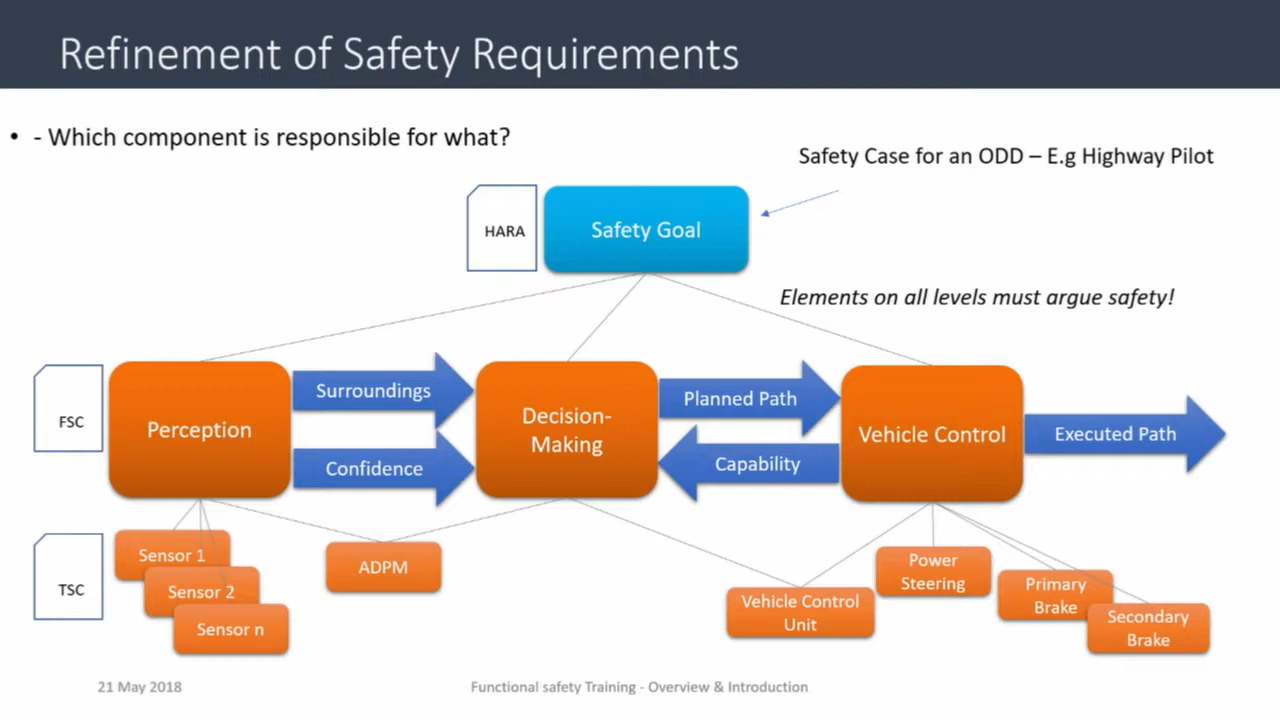 Refinement of Safety Requirements
• - Which component is responsible for what?
Safety Case for an ODD – E.g Highway Pilot
HARA
Safety Goal
Elements on all levels must argue safety!
FSC
Perception
Surroundings
Confidence
Decision-
Making
Planned Path
Capability
Vehicle Control
Executed Path
TSC
Sensor 1
Sensor 2
Sensor n
ADPM
Vehicle Control
Unit
Power
Steering
Primary
Brake
Secondary
Brake
21 May 2018
Functional safety Training - Overview & Introduction